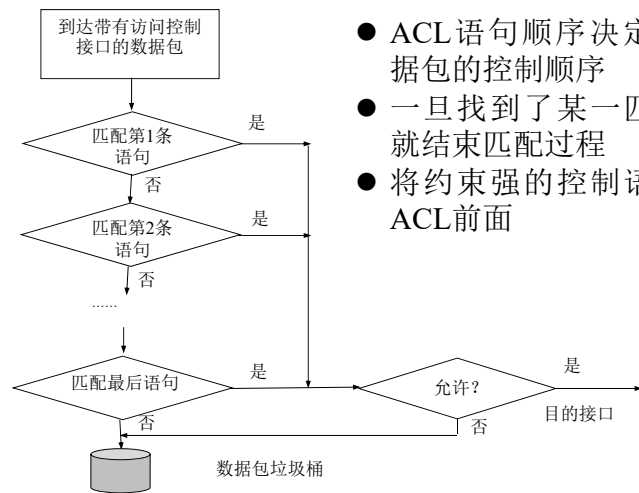 到达带有访问控制
接口的数据包
匹配第1条
语句
是
否
匹配第2条
语句
是
否
......
匹配最后语句
是
否
允许？
是
否
目的接口
数据包垃圾桶
● ACL语句顺序决定
据包的控制顺序
● 一旦找到了某一匹
就结束匹配过程
● 将约束强的控制语
ACL前面